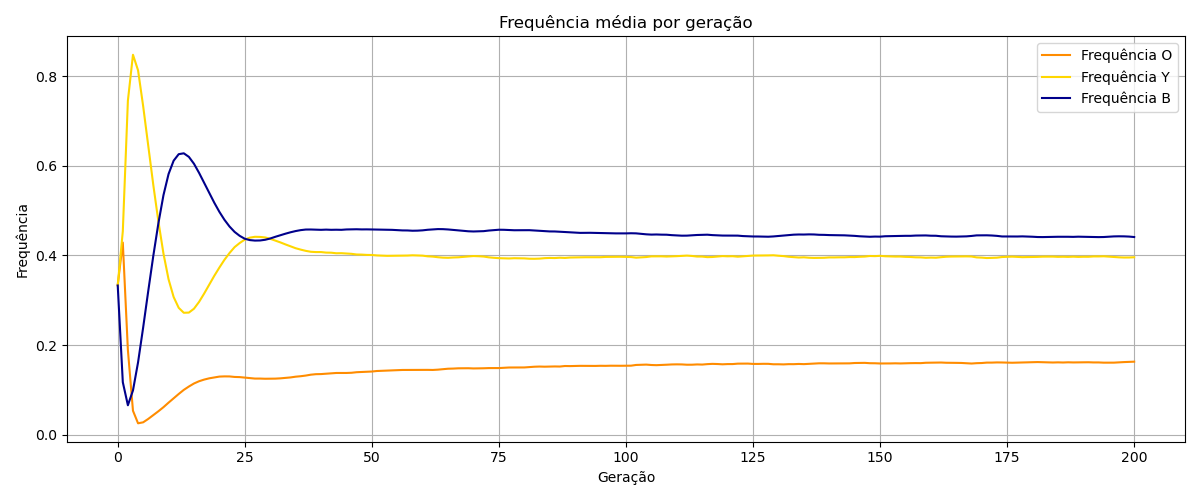 Frequência média por geração
Frequência O
Frequência Y
Frequência B
Frequência
0.8
0.6
0.4
0.2
0.0
0 25 50 75 100 125 150 175 200
Geração